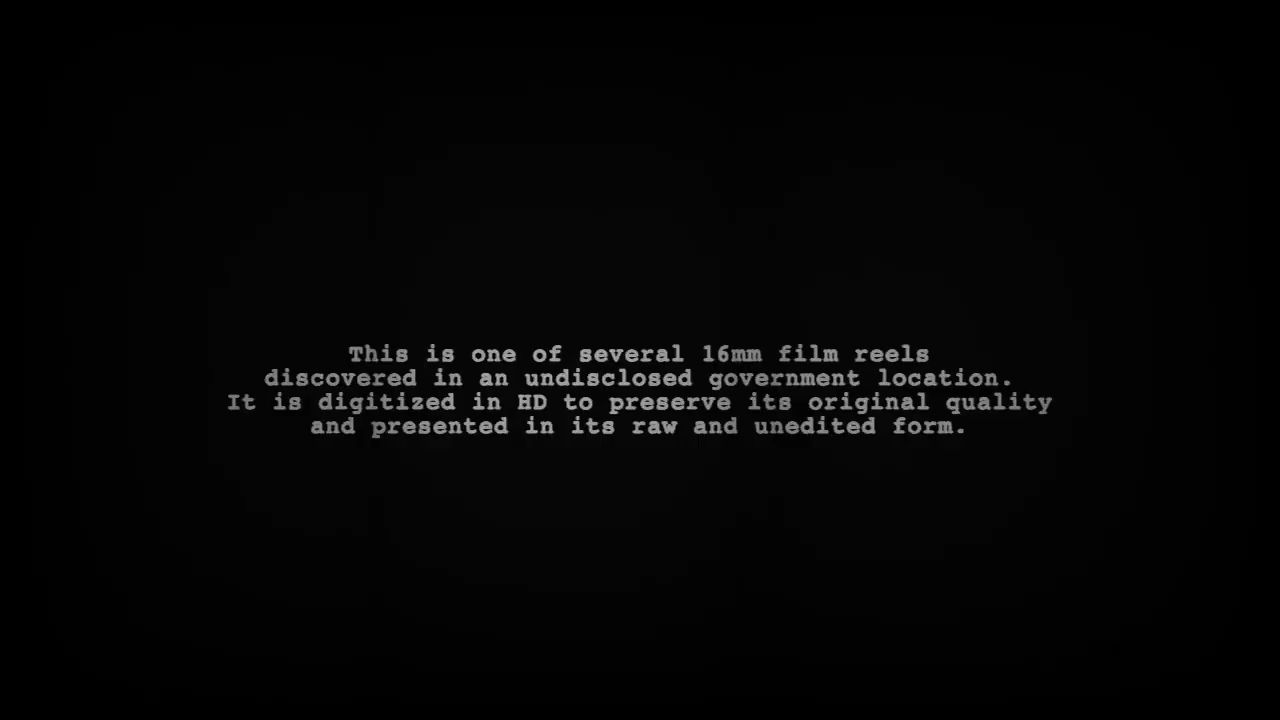 This is one of several 16mm film reels
discovered in an undisclosed government location.
It is digitized in HD to preserve its original quality
and presented in its raw and unedited form.